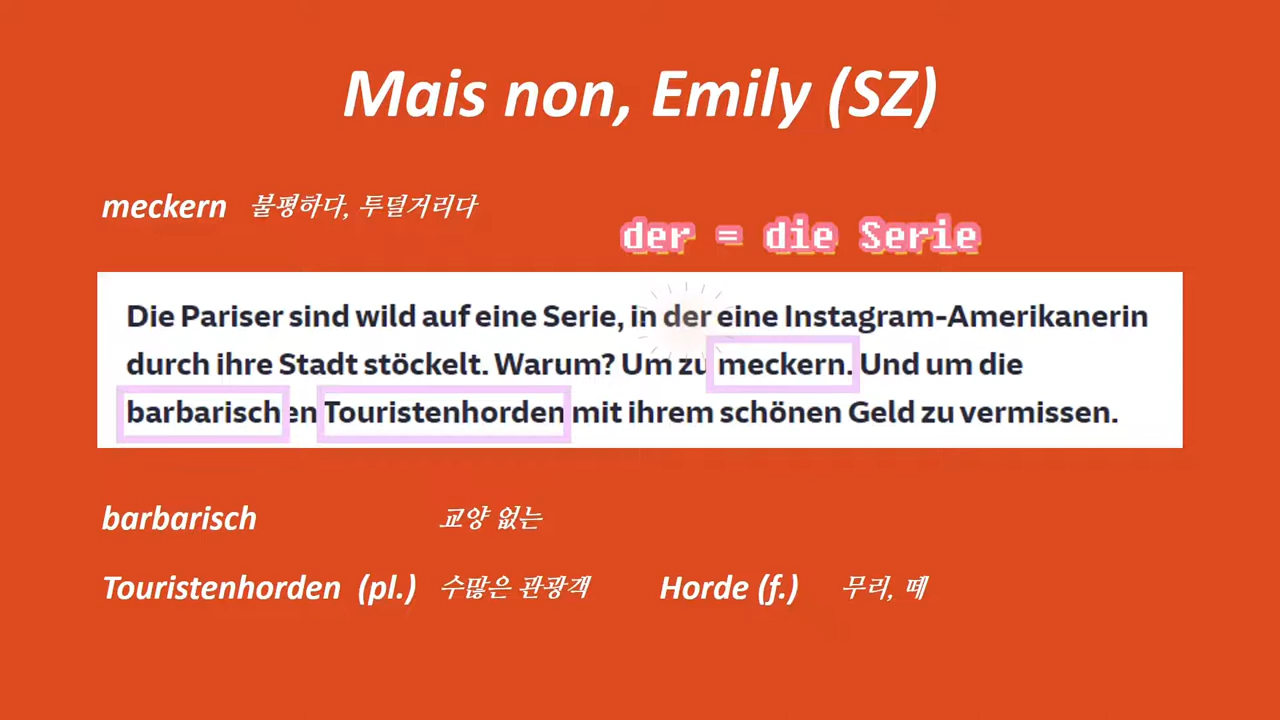 Mais non, Emily (SZ)
meckern 불평하다, 투덜거리다
der = die Serie
Die Pariser sind wild auf eine Serie, in der eine Instagram-Amerikanerin
durch ihre Stadt stöckelt. Warum? Um zu meckern. Und um die
barbarischen Touristenhorden mit ihrem schönen Geld zu vermissen.
barbarisch 교양 없는
Touristenhorden (pl.) 수많은 관광객 Horde (f.) 무리, 떼